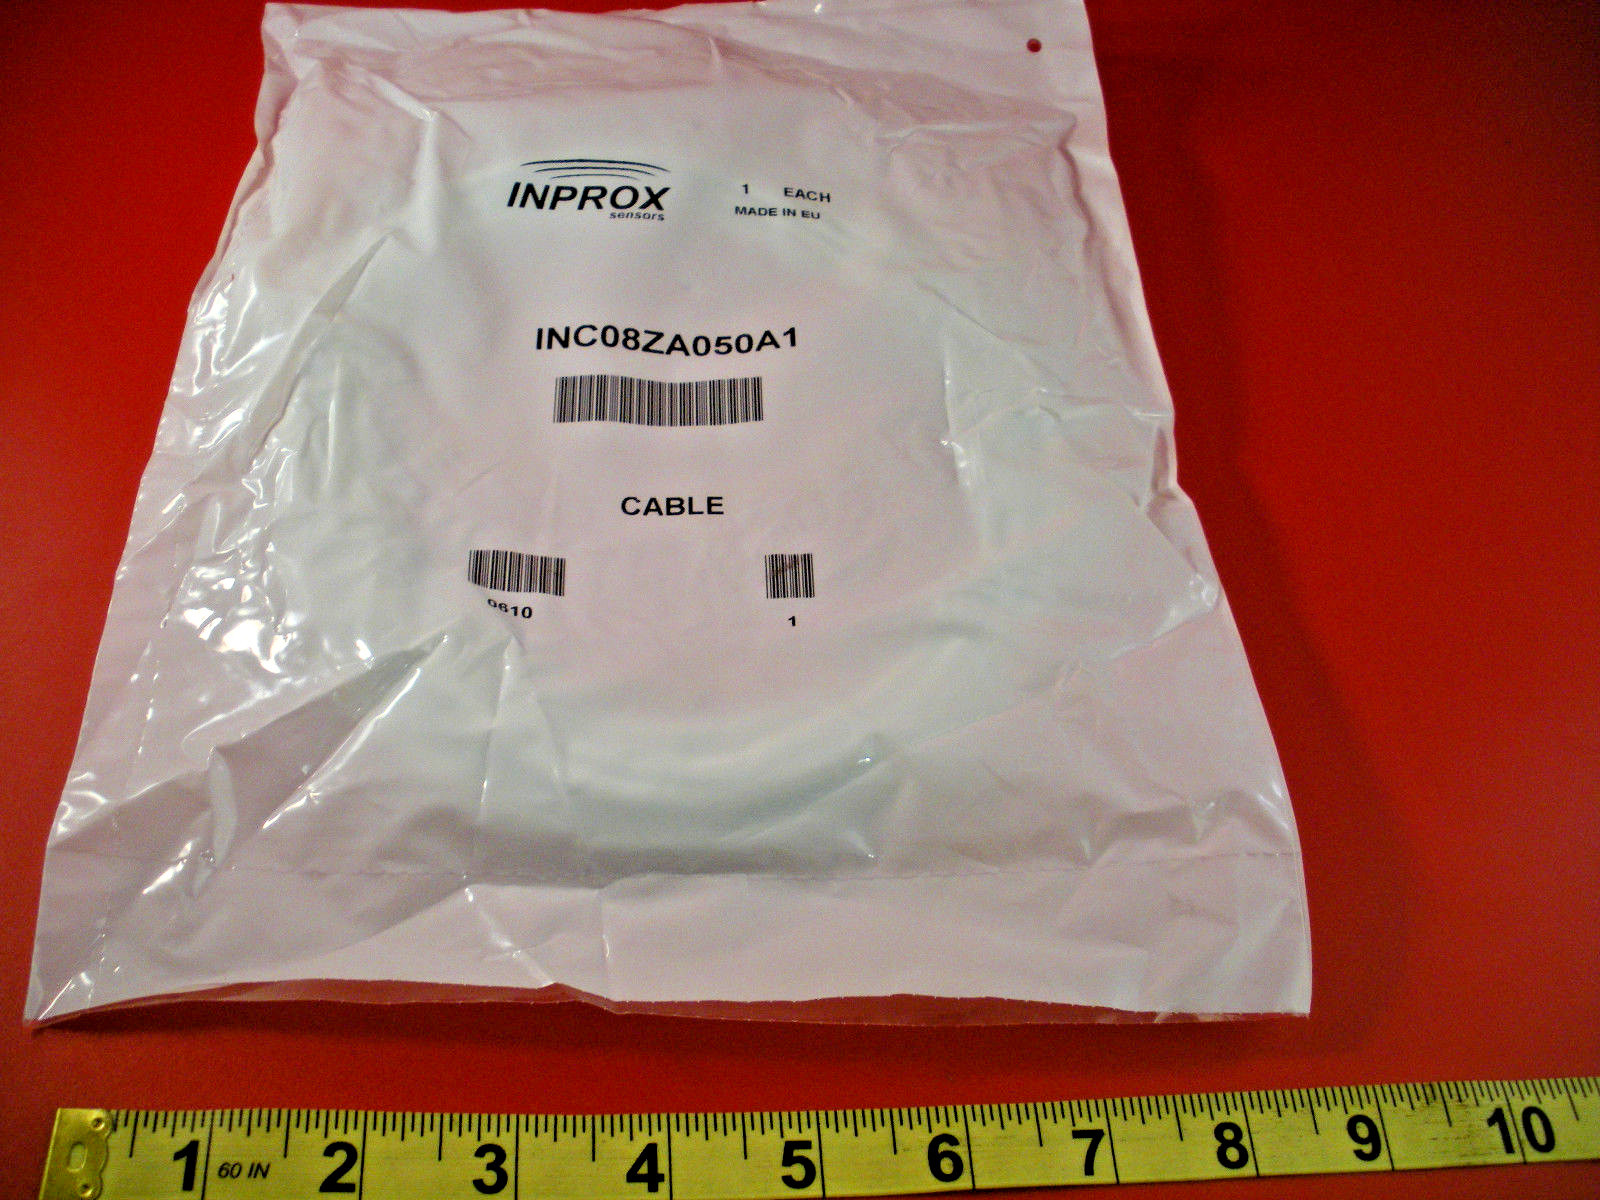 INPROX
sensors
1 EACH
MADE IN EU
INC08ZA050A1
CABLE
0610
1
1 60 IN 2 3 4 5 6 7 8 9 10